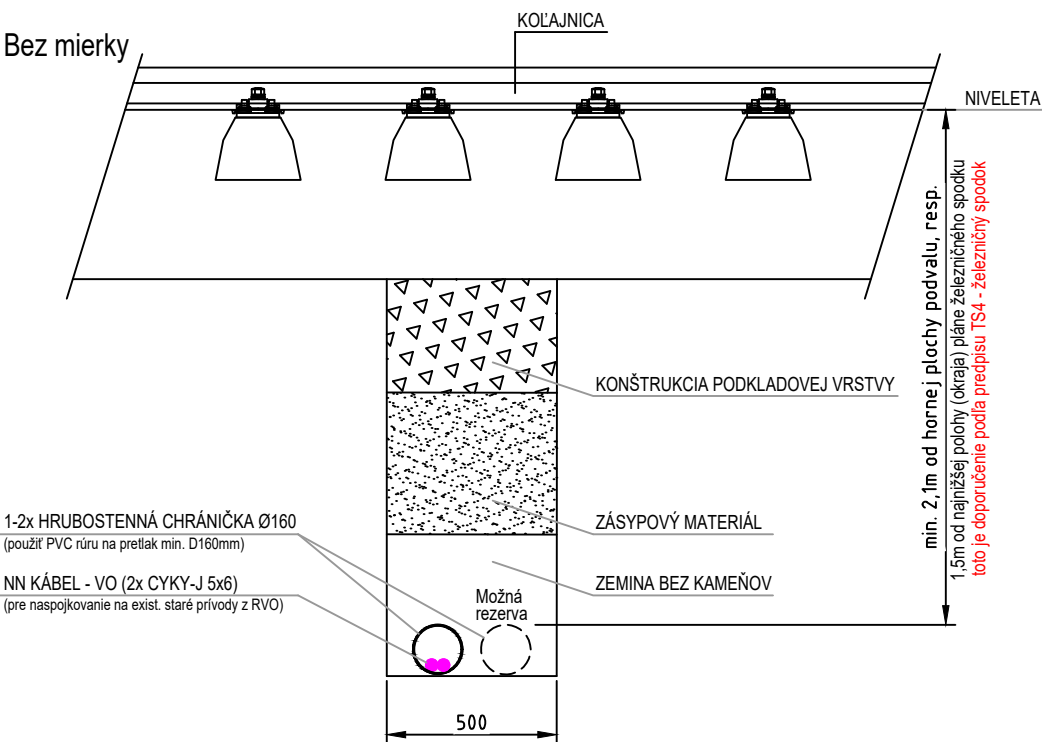 Bez mierky
KOĽAJNICA
NIVELETA
min. 2,1m od hornej plochy podvalu, resp.
1,5m od najnižšej polohy (okraja) pláne železničného spodku
toto je doporučenie podľa predpisu TS4 - železničný spodok
KONŠTRUKCIA PODKLADOVEJ VRSTVY
ZÁSYPOVÝ MATERIÁL
1-2x HRUBOSTENNÁ CHRÁNIČKA Ø160
(použiť PVC rúru na pretlak min. D160mm)
NN KÁBEL - VO (2x CYKY-J 5x6)
(pre naspojkovanie na exist. staré prívody z RVO)
ZEMINA BEZ KAMEŇOV
Možná
rezerva
500